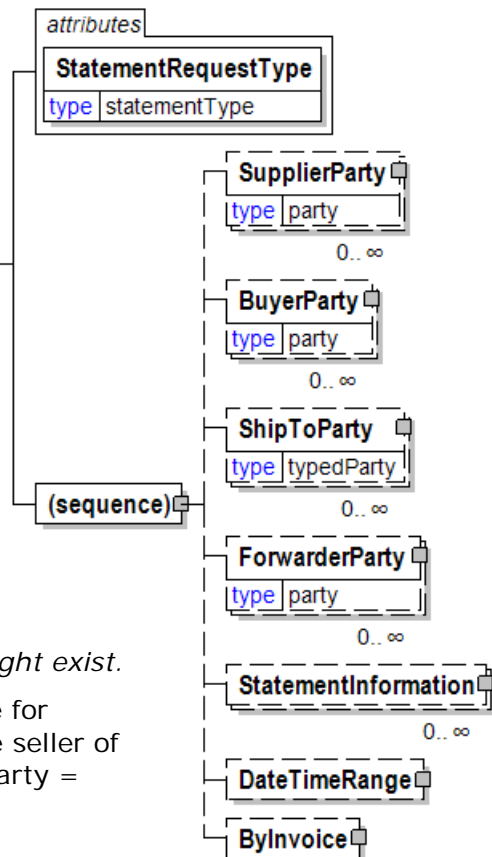 attributes
StatementRequestType
type statementType
SupplierParty
type party
0.. ∞
BuyerParty
type party
0.. ∞
ShipToParty
type typedParty
0.. ∞
(sequence)
ForwarderParty
type party
0.. ∞
ght exist.
StatementInformation
e for
0.. ∞
e seller of
arty =
DateTimeRange
ByInvoice